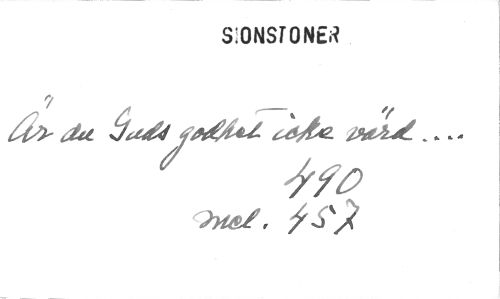 SIONSTONER
Är du Guds godhet icke värd....
490
mel. 457